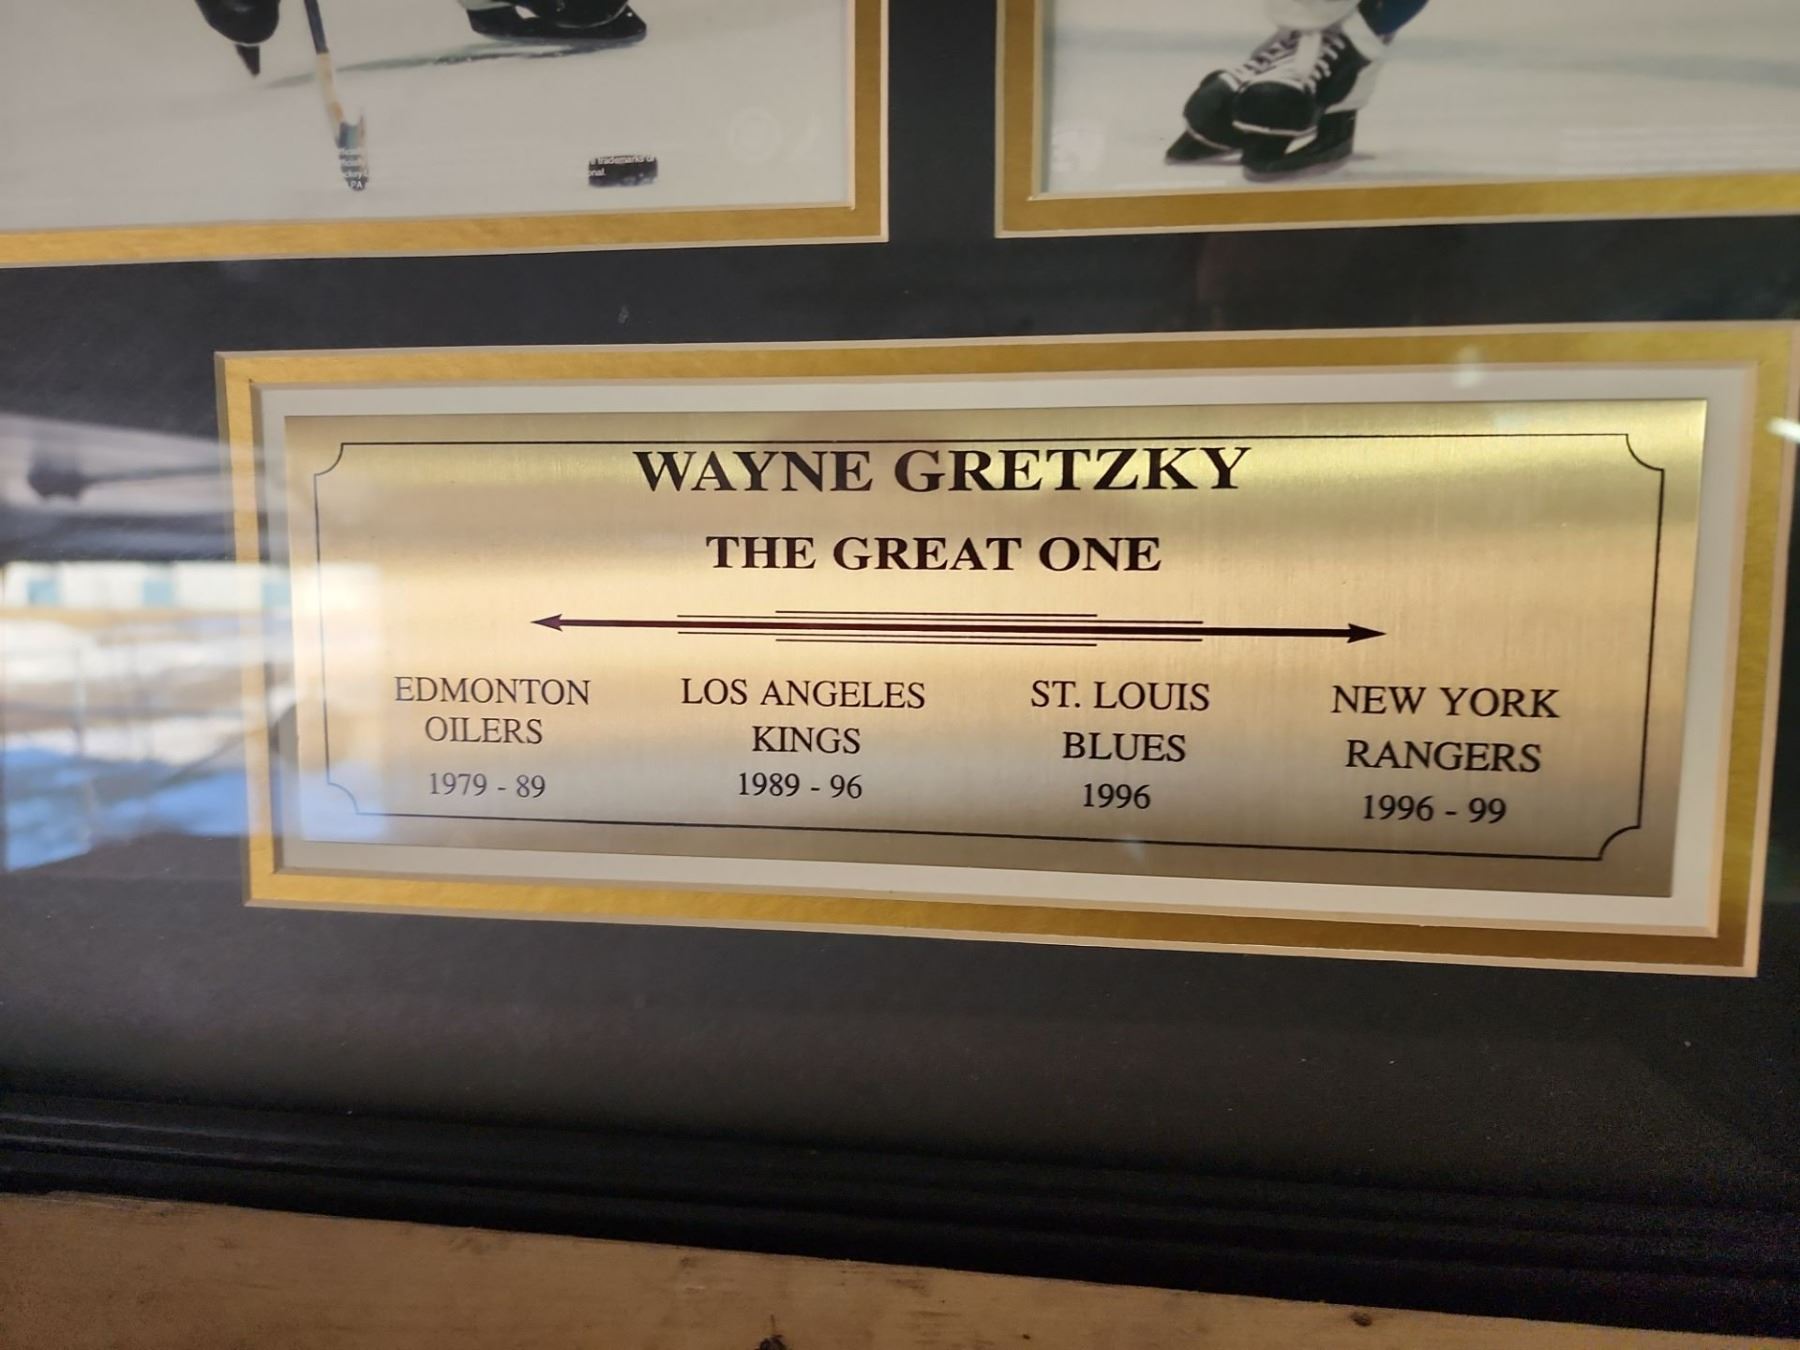 WAYNE GRETZKY
THE GREAT ONE
EDMONTON
OILERS
1979 - 89
LOS ANGELES
KINGS
1989 - 96
ST. LOUIS
BLUES
1996
NEW YORK
RANGERS
1996 - 99